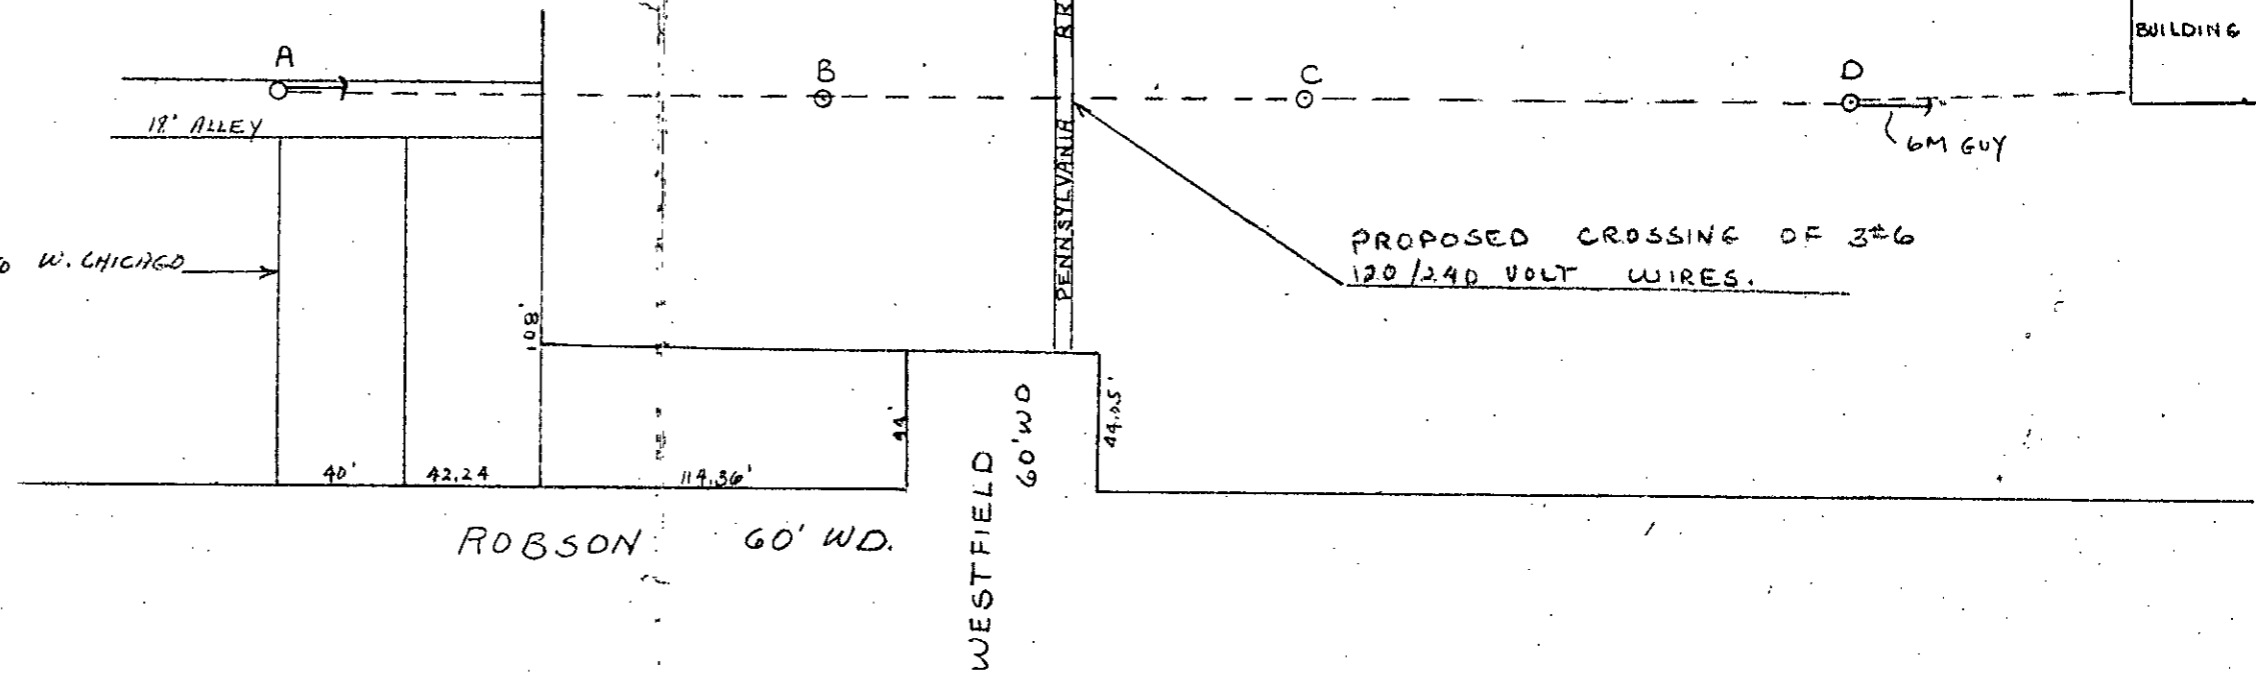 RR
BUILDING
A
B
C
D
18' ALLEY
6M GUY
PENNSYLVANIA
W. CHICAGO
PROPOSED CROSSING OF 3#6
120/240 VOLT WIRES.
108'
44'
60' WD
44.05'
40'
42.24
114.36'
WESTFIELD
ROBSON 60' WD.